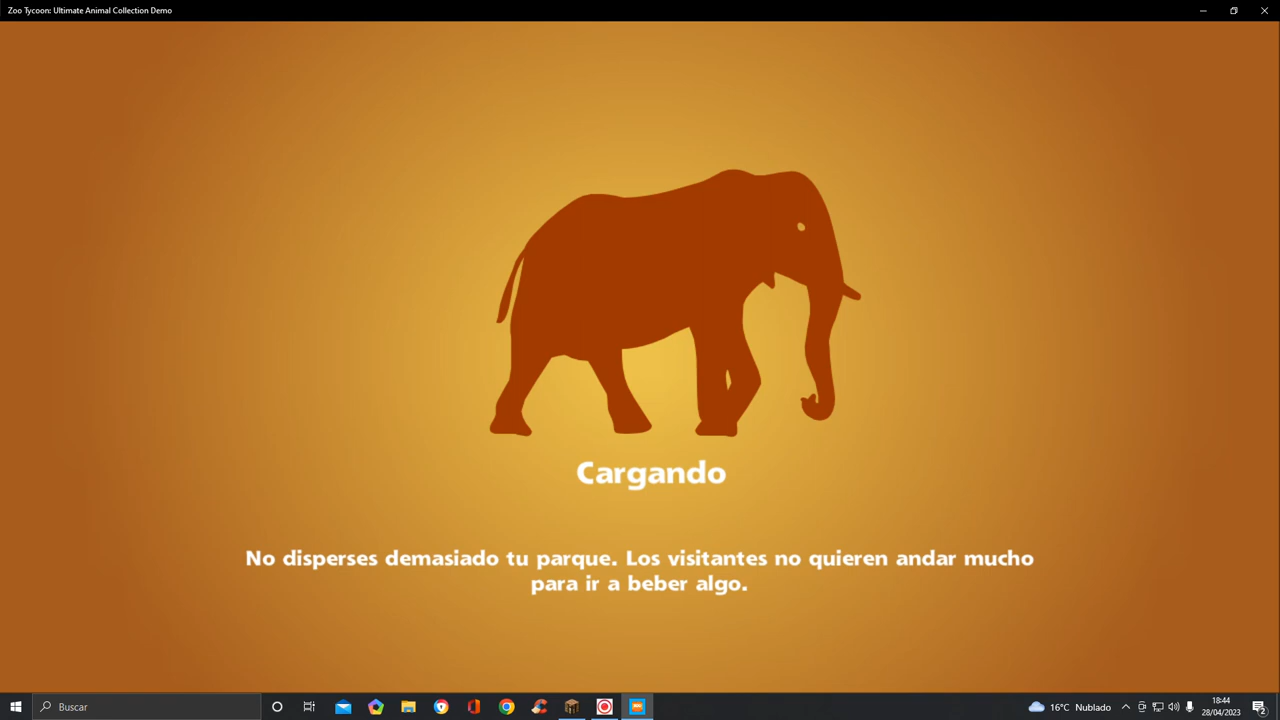 Zoo Tycoon: Ultimate Animal Collection Demo
Cargando
No disperses demasiado tu parque. Los visitantes no quieren andar mucho
para ir a beber algo.
Buscar
16°C Nublado
18:44
28/04/2023
2